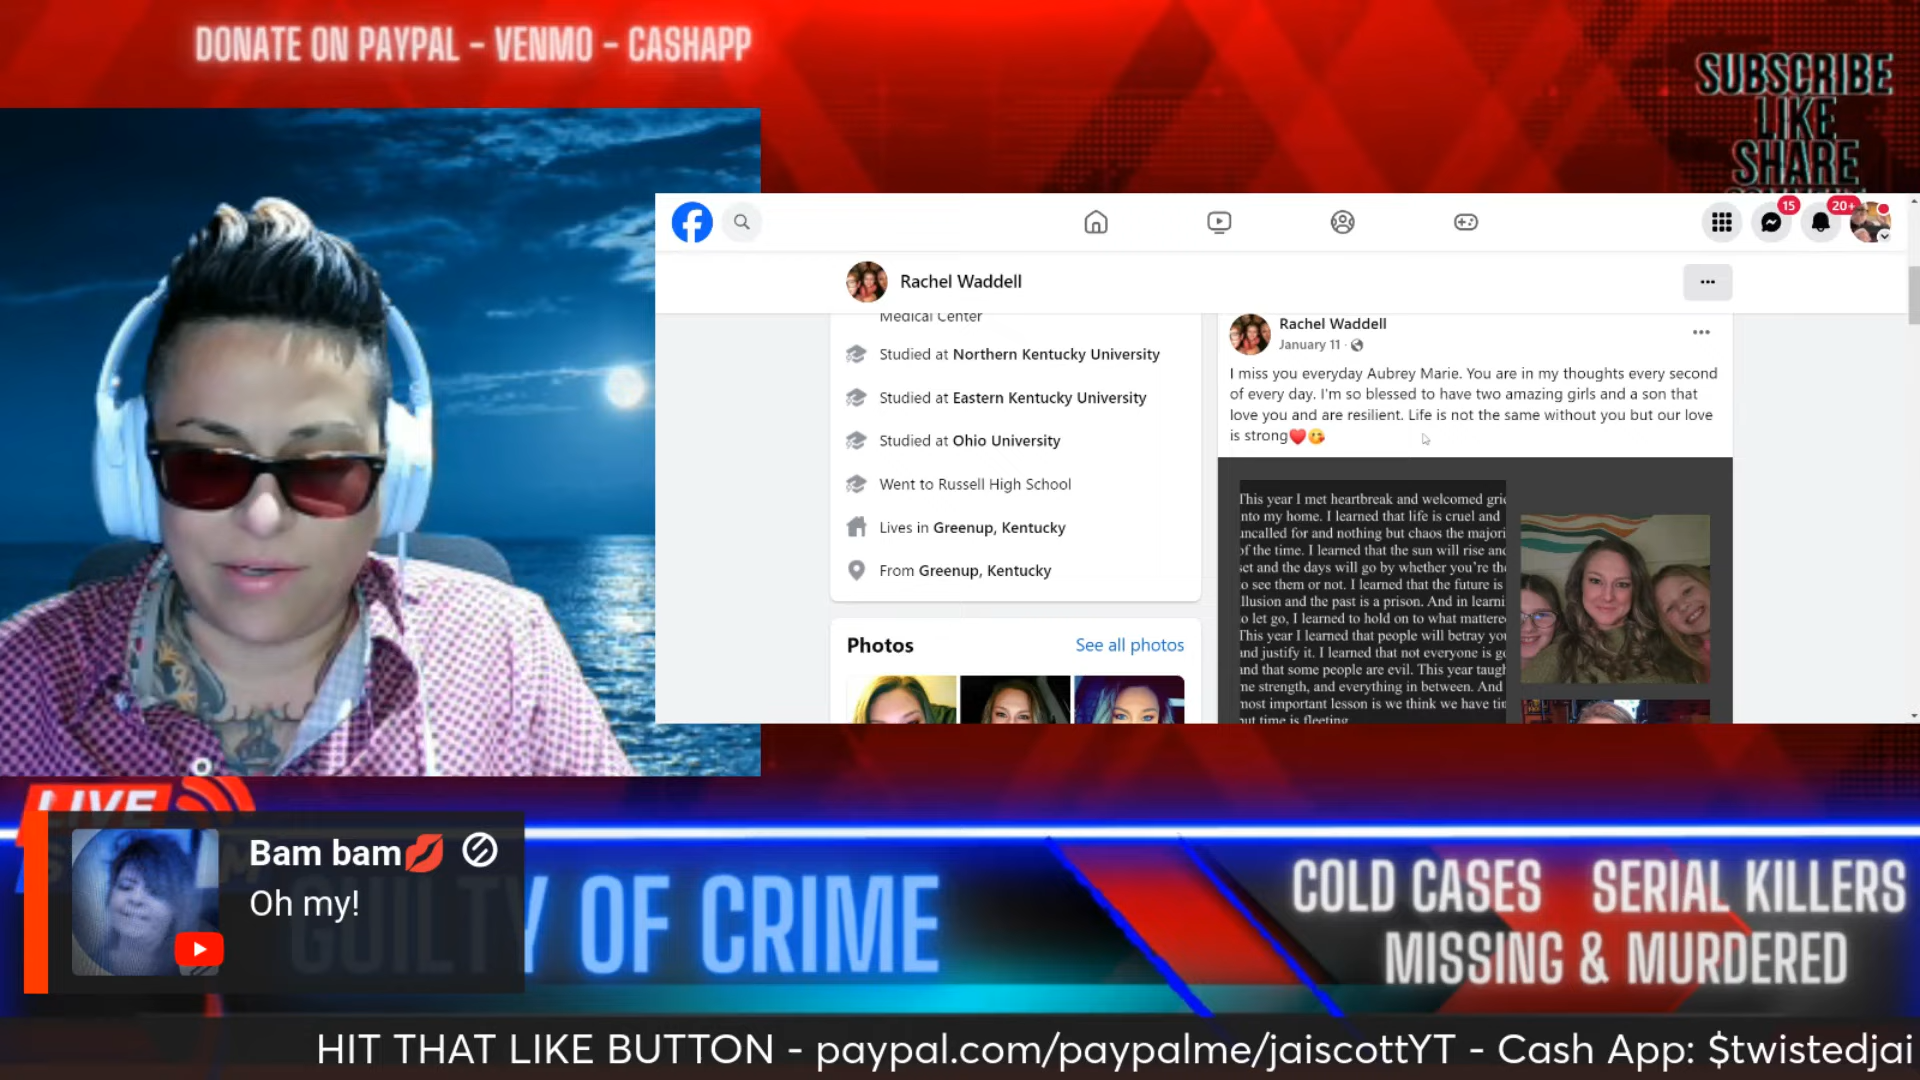 DONATE ON PAYPAL - VENMO - CASHAPP
SUBSCRIBE
LIKE
SHARE
15
20+
Rachel Waddell
Medical Center
Studied at Northern Kentucky University
Studied at Eastern Kentucky University
Studied at Ohio University
Went to Russell High School
Lives in Greenup, Kentucky
From Greenup, Kentucky
Photos
See all photos
Rachel Waddell
January 11
I miss you everyday Aubrey Marie. You are in my thoughts every second
of every day. I'm so blessed to have two amazing girls and a son that
love you and are resilient. Life is not the same without you but our love
is strong❤️😘
This year I met heartbreak and welcomed grie
nto my home. I learned that life is cruel and
uncalled for and nothing but chaos the majori
of the time. I learned that the sun will rise and
set and the days will go by whether you're the
to see them or not. I learned that the future is
llusion and the past is a prison. And in learni
to let go, I learned to hold on to what mattere
This year I learned that people will betray you
and justify it. I learned that not everyone is go
and that some people are evil. This year taugh
me strength, and everything in between. And
most important lesson is we think we have tim
but time is fleeting
LIVE
Bam bam💋
Oh my!
GUILTY OF CRIME
COLD CASES SERIAL KILLERS
MISSING & MURDERED
HIT THAT LIKE BUTTON - paypal.com/paypalme/jaiscottYT - Cash App: $twistedjai